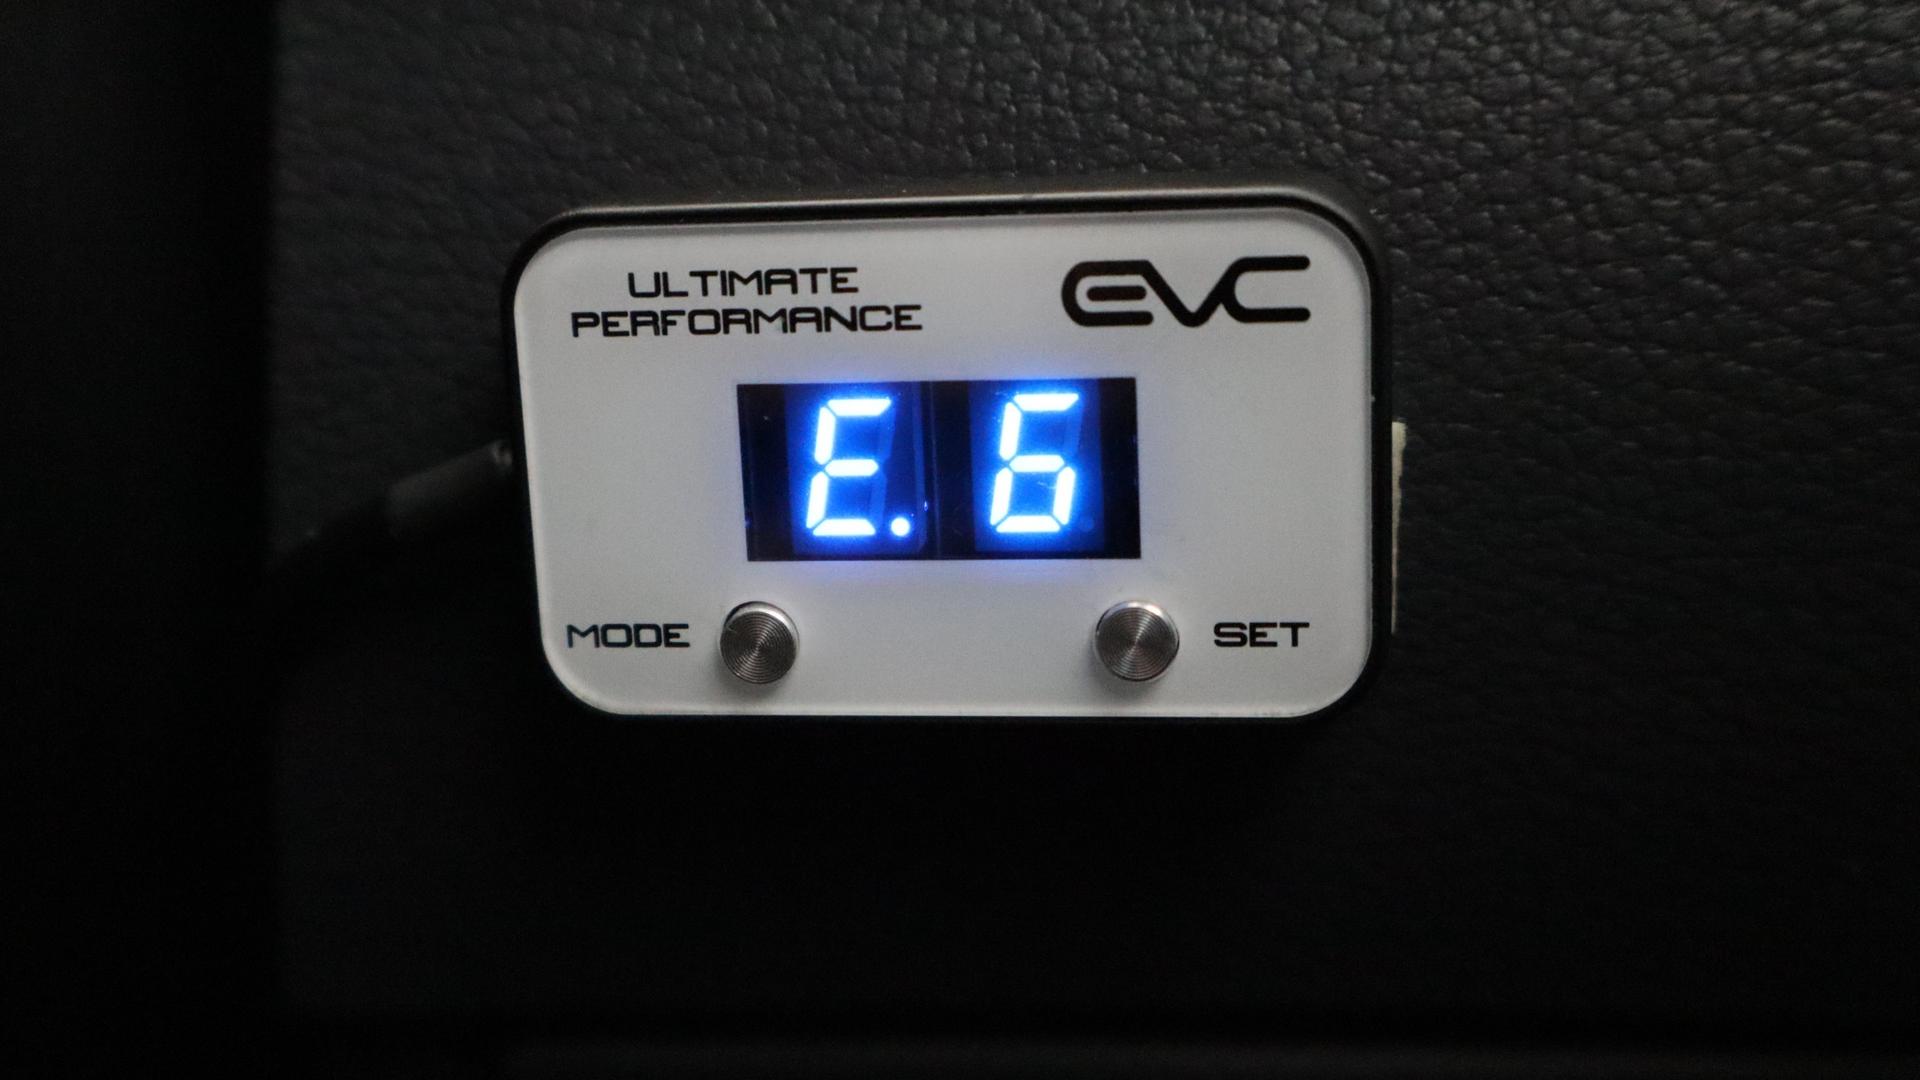 ULTIMATE
PERFORMANCE
EVC
E.6
MODE
SET